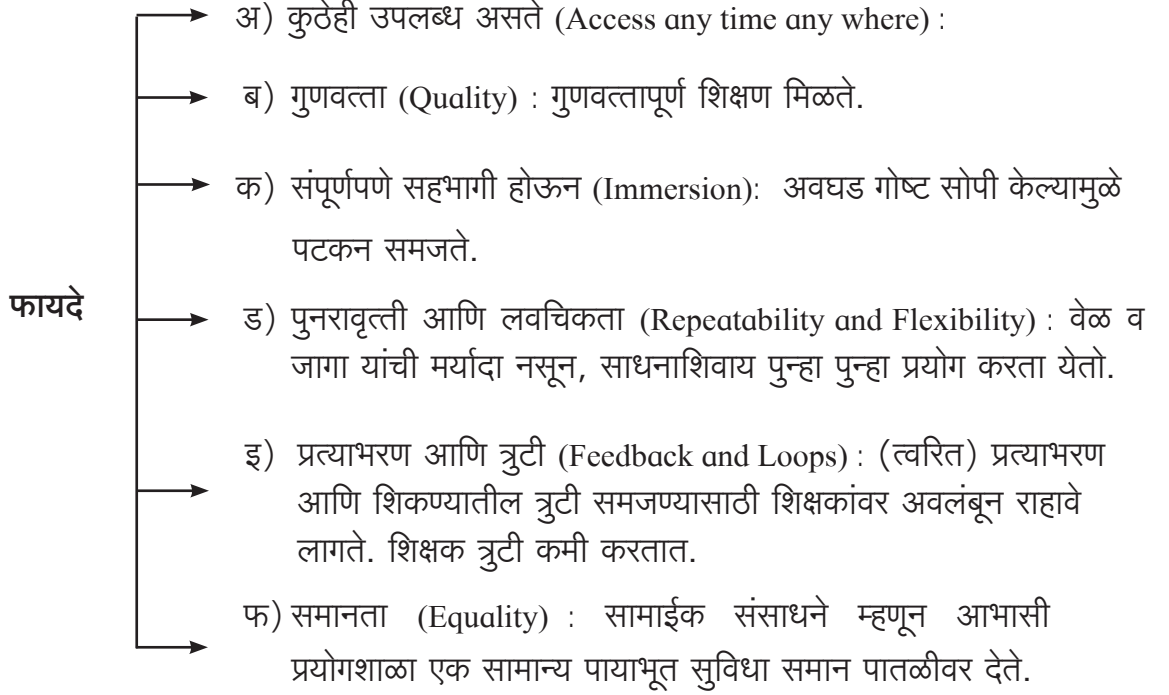 अ) कुठेही उपलब्ध असते (Access any time any where) :
ब) गुणवत्ता (Quality) : गुणवत्तापूर्ण शिक्षण मिळते.
क) संपूर्णपणे सहभागी होऊन (Immersion): अवघड गोष्ट सोपी केल्यामुळे
पटकन समजते.
फायदे
ड) पुनरावृत्ती आणि लवचिकता (Repeatability and Flexibility) : वेळ व
जागा यांची मर्यादा नसून, साधनाशिवाय पुन्हा पुन्हा प्रयोग करता येतो.
इ) प्रत्याभरण आणि त्रुटी (Feedback and Loops) : (त्वरित) प्रत्याभरण
आणि शिकण्यातील त्रुटी समजण्यासाठी शिक्षकांवर अवलंबून राहावे
लागते. शिक्षक त्रुटी कमी करतात.
फ) समानता (Equality) : सामाईक संसाधने म्हणून आभासी
प्रयोगशाळा एक सामान्य पायाभूत सुविधा समान पातळीवर देते.